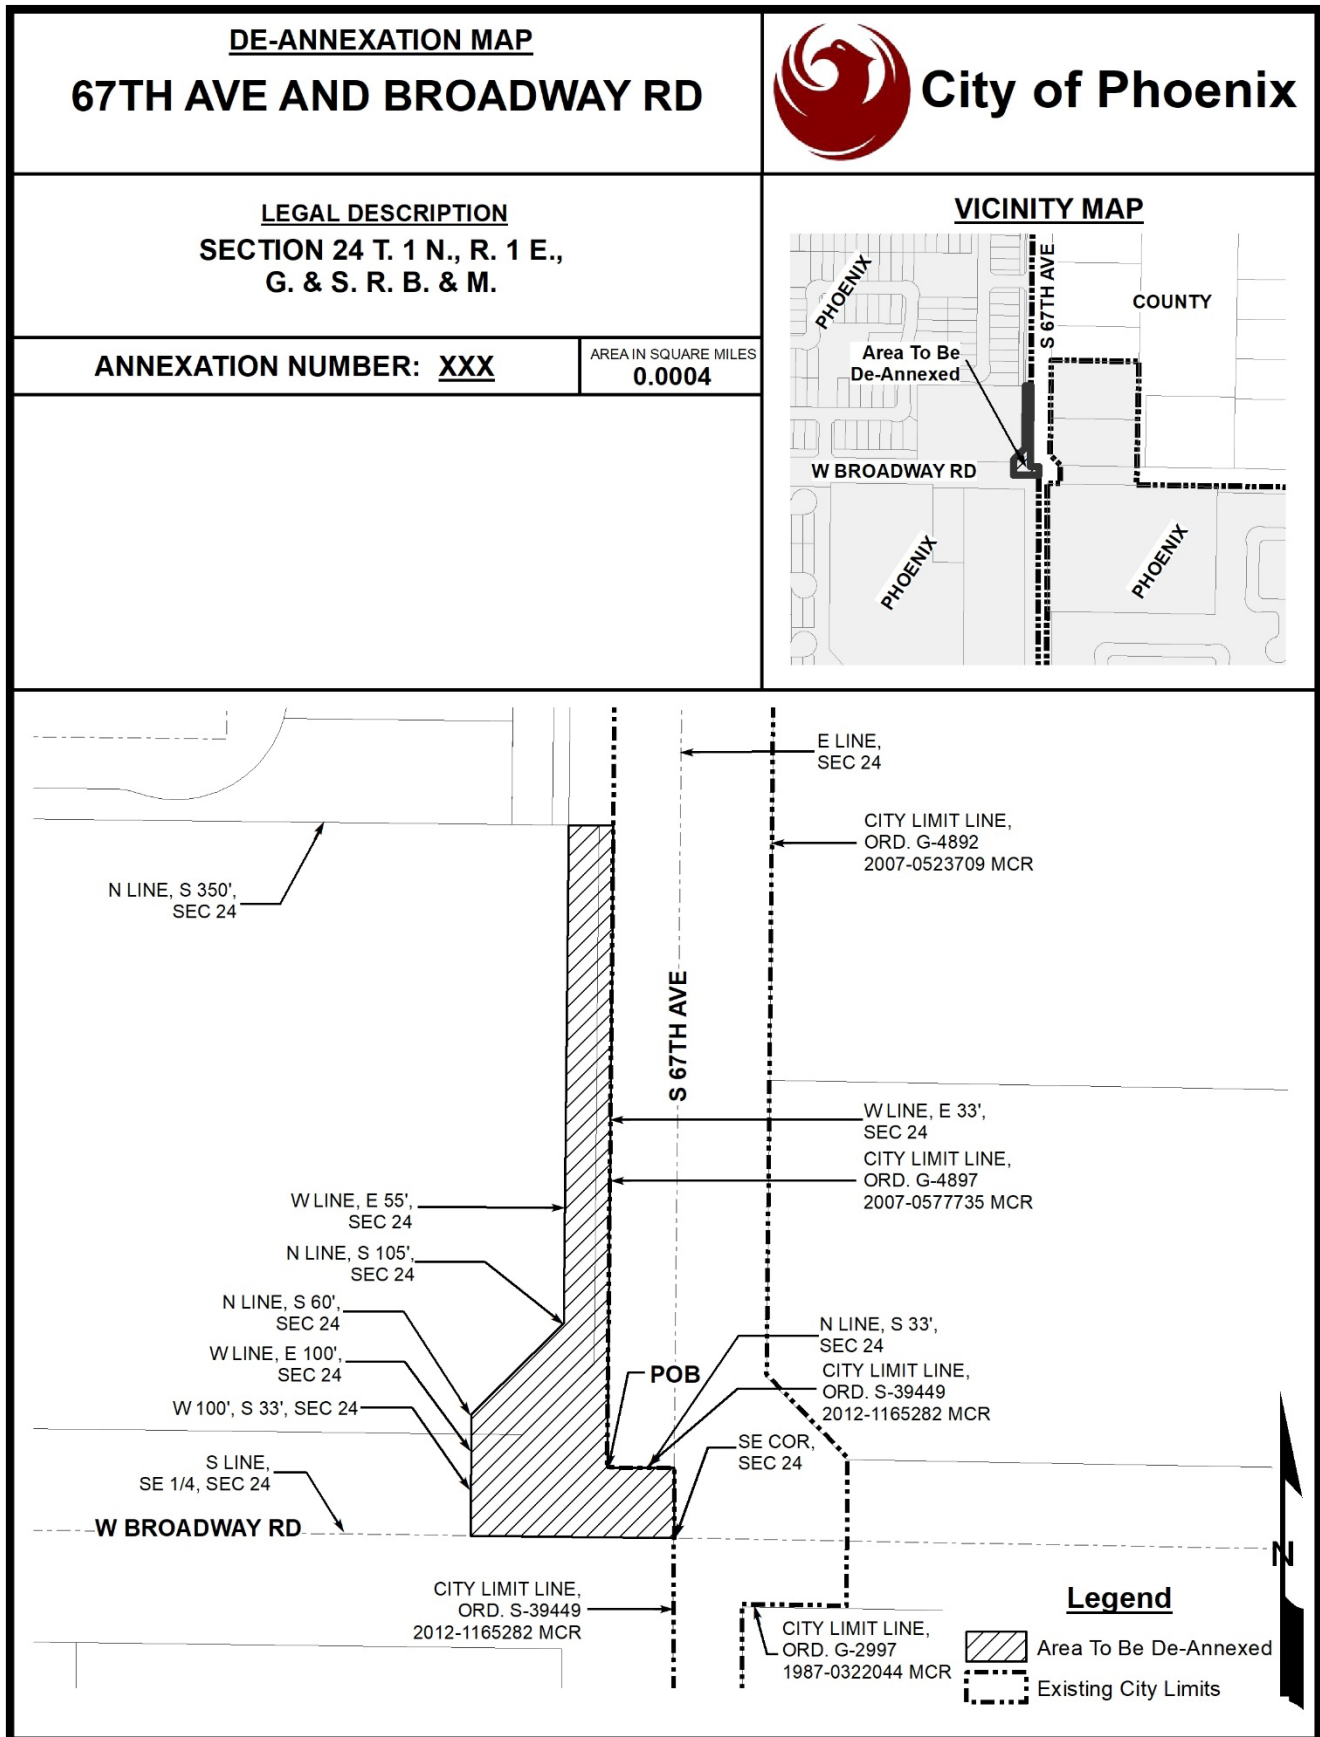 DE-ANNEXATION MAP
67TH AVE AND BROADWAY RD
City of Phoenix
LEGAL DESCRIPTION
SECTION 24 T. 1 N., R. 1 E.,
G. & S. R. B. & M.
ANNEXATION NUMBER: XXX
AREA IN SQUARE MILES
0.0004
VICINITY MAP
PHOENIX
S 67TH AVE
COUNTY
Area To Be
De-Annexed
W BROADWAY RD
PHOENIX
PHOENIX
E LINE,
SEC 24
CITY LIMIT LINE,
ORD. G-4892
2007-0523709 MCR
N LINE, S 350',
SEC 24
S 67TH AVE
W LINE, E 33',
SEC 24
CITY LIMIT LINE,
ORD. G-4897
2007-0577735 MCR
W LINE, E 55',
SEC 24
N LINE, S 105',
SEC 24
N LINE, S 60',
SEC 24
W LINE, E 100',
SEC 24
W 100', S 33', SEC 24
N LINE, S 33',
SEC 24
CITY LIMIT LINE,
ORD. S-39449
2012-1165282 MCR
POB
SE COR,
SEC 24
S LINE,
SE 1/4, SEC 24
W BROADWAY RD
CITY LIMIT LINE,
ORD. S-39449
2012-1165282 MCR
CITY LIMIT LINE,
ORD. G-2997
1987-0322044 MCR
N
Legend
Area To Be De-Annexed
Existing City Limits